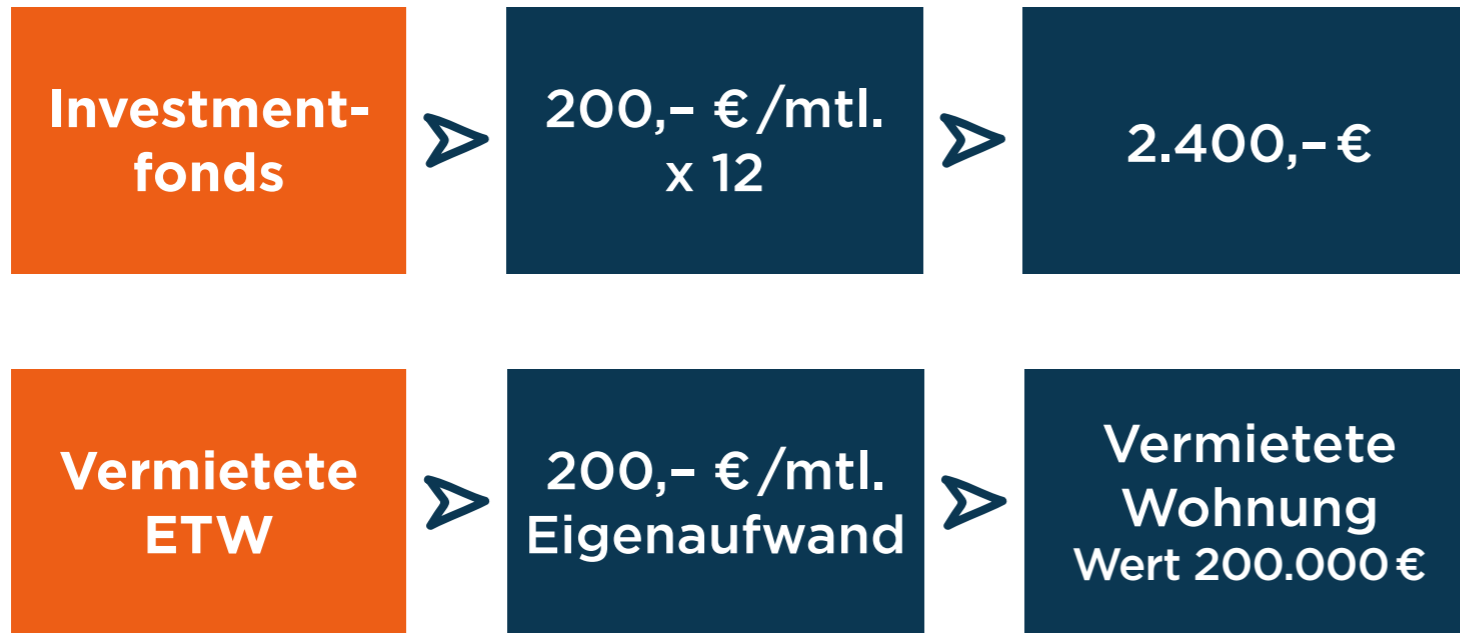 Investment-
fonds
200,– €/mtl.
x 12
2.400,– €
Vermietete
ETW
200,– €/mtl.
Eigenaufwand
Vermietete
Wohnung
Wert 200.000 €